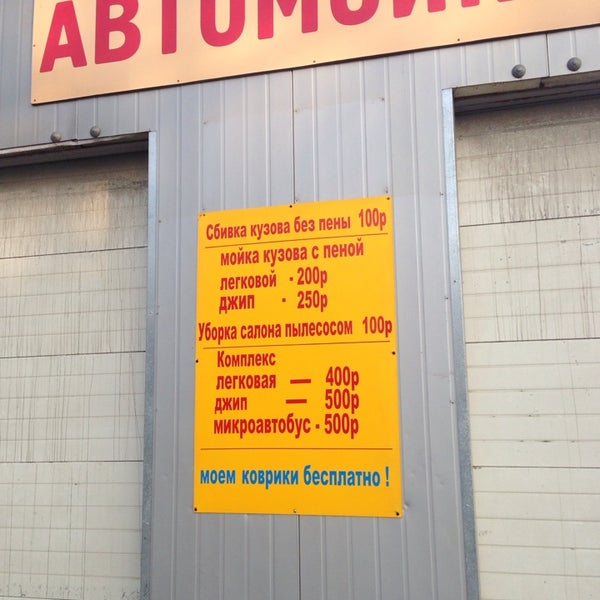 АВТОМОЙК
Сбивка кузова без пены 100р
мойка кузова с пеной
легковой - 200р
джип - 250р
Уборка салона пылесосом 100р
Комплекс
легковая — 400р
джип — 500р
микроавтобус - 500р
моем коврики бесплатно !